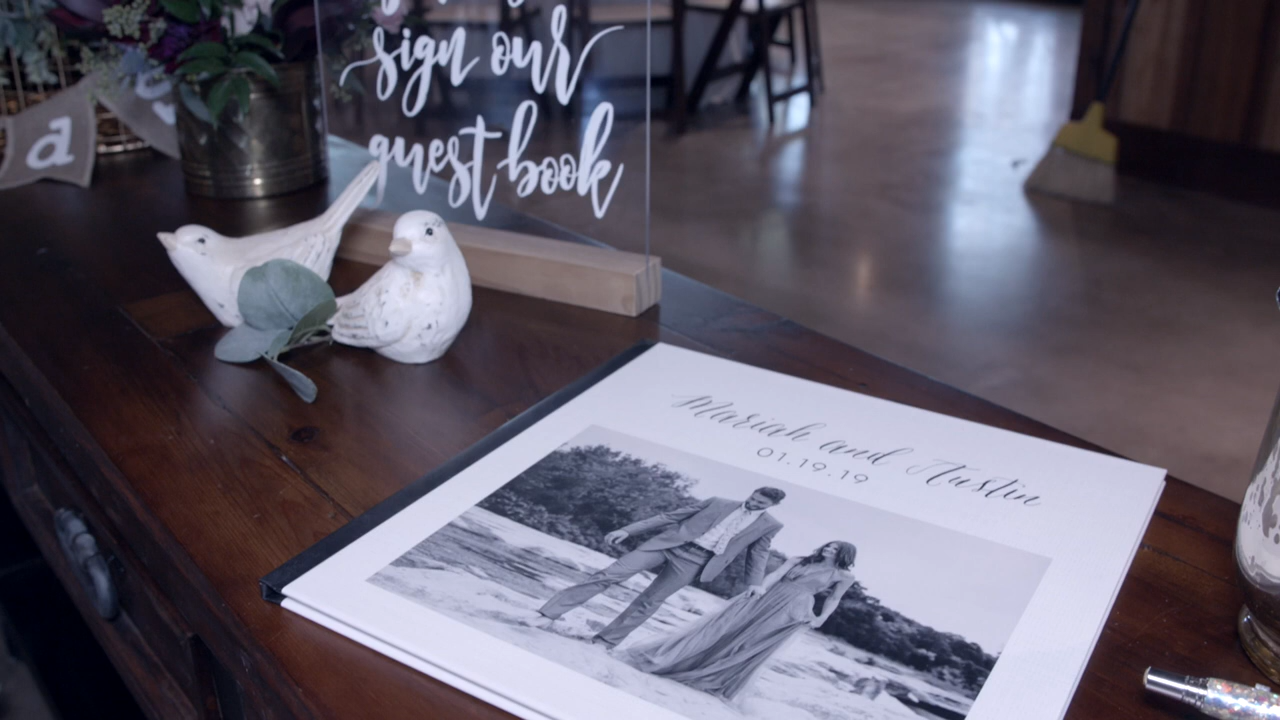 sign our
guest book
d
Mariah and Austin
01.19.19